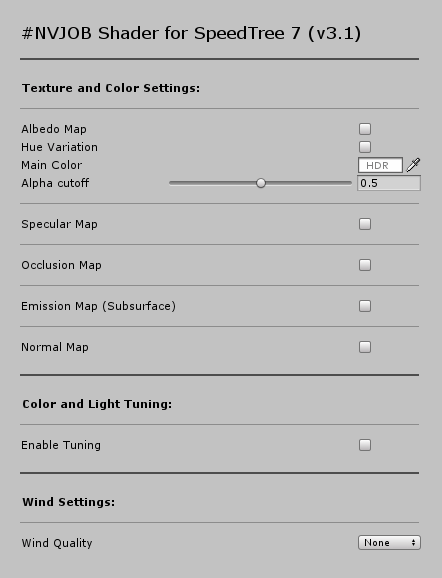 #NVJOB Shader for SpeedTree 7 (v3.1)
Texture and Color Settings:
Albedo Map
Hue Variation
Main Color HDR
Alpha cutoff 0.5
Specular Map
Occlusion Map
Emission Map (Subsurface)
Normal Map
Color and Light Tuning:
Enable Tuning
Wind Settings:
Wind Quality None